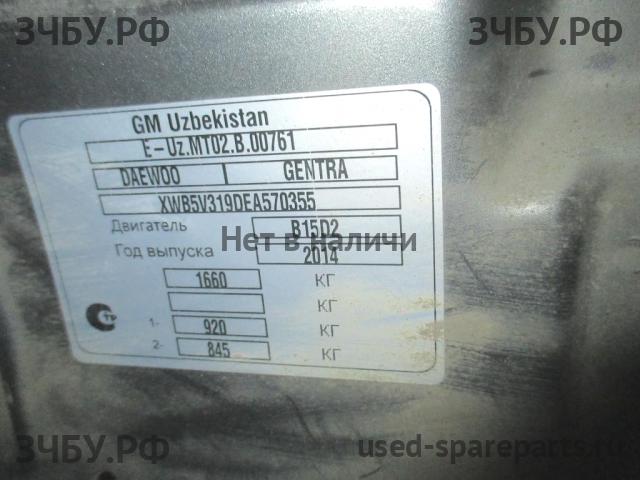 ЗЧБУ.РФ ЗЧБУ.РФ
GM Uzbekistan
E-Uz.MT02.B.00761
DAEWOO GENTRA
XWB5V319DEA570355
Двигатель B15D2
Нет в наличии
Год выпуска 2014
1660 КГ
КГ
1- 920 КГ
2- 845 КГ
ЗЧБУ.РФ used-spareparts.ru